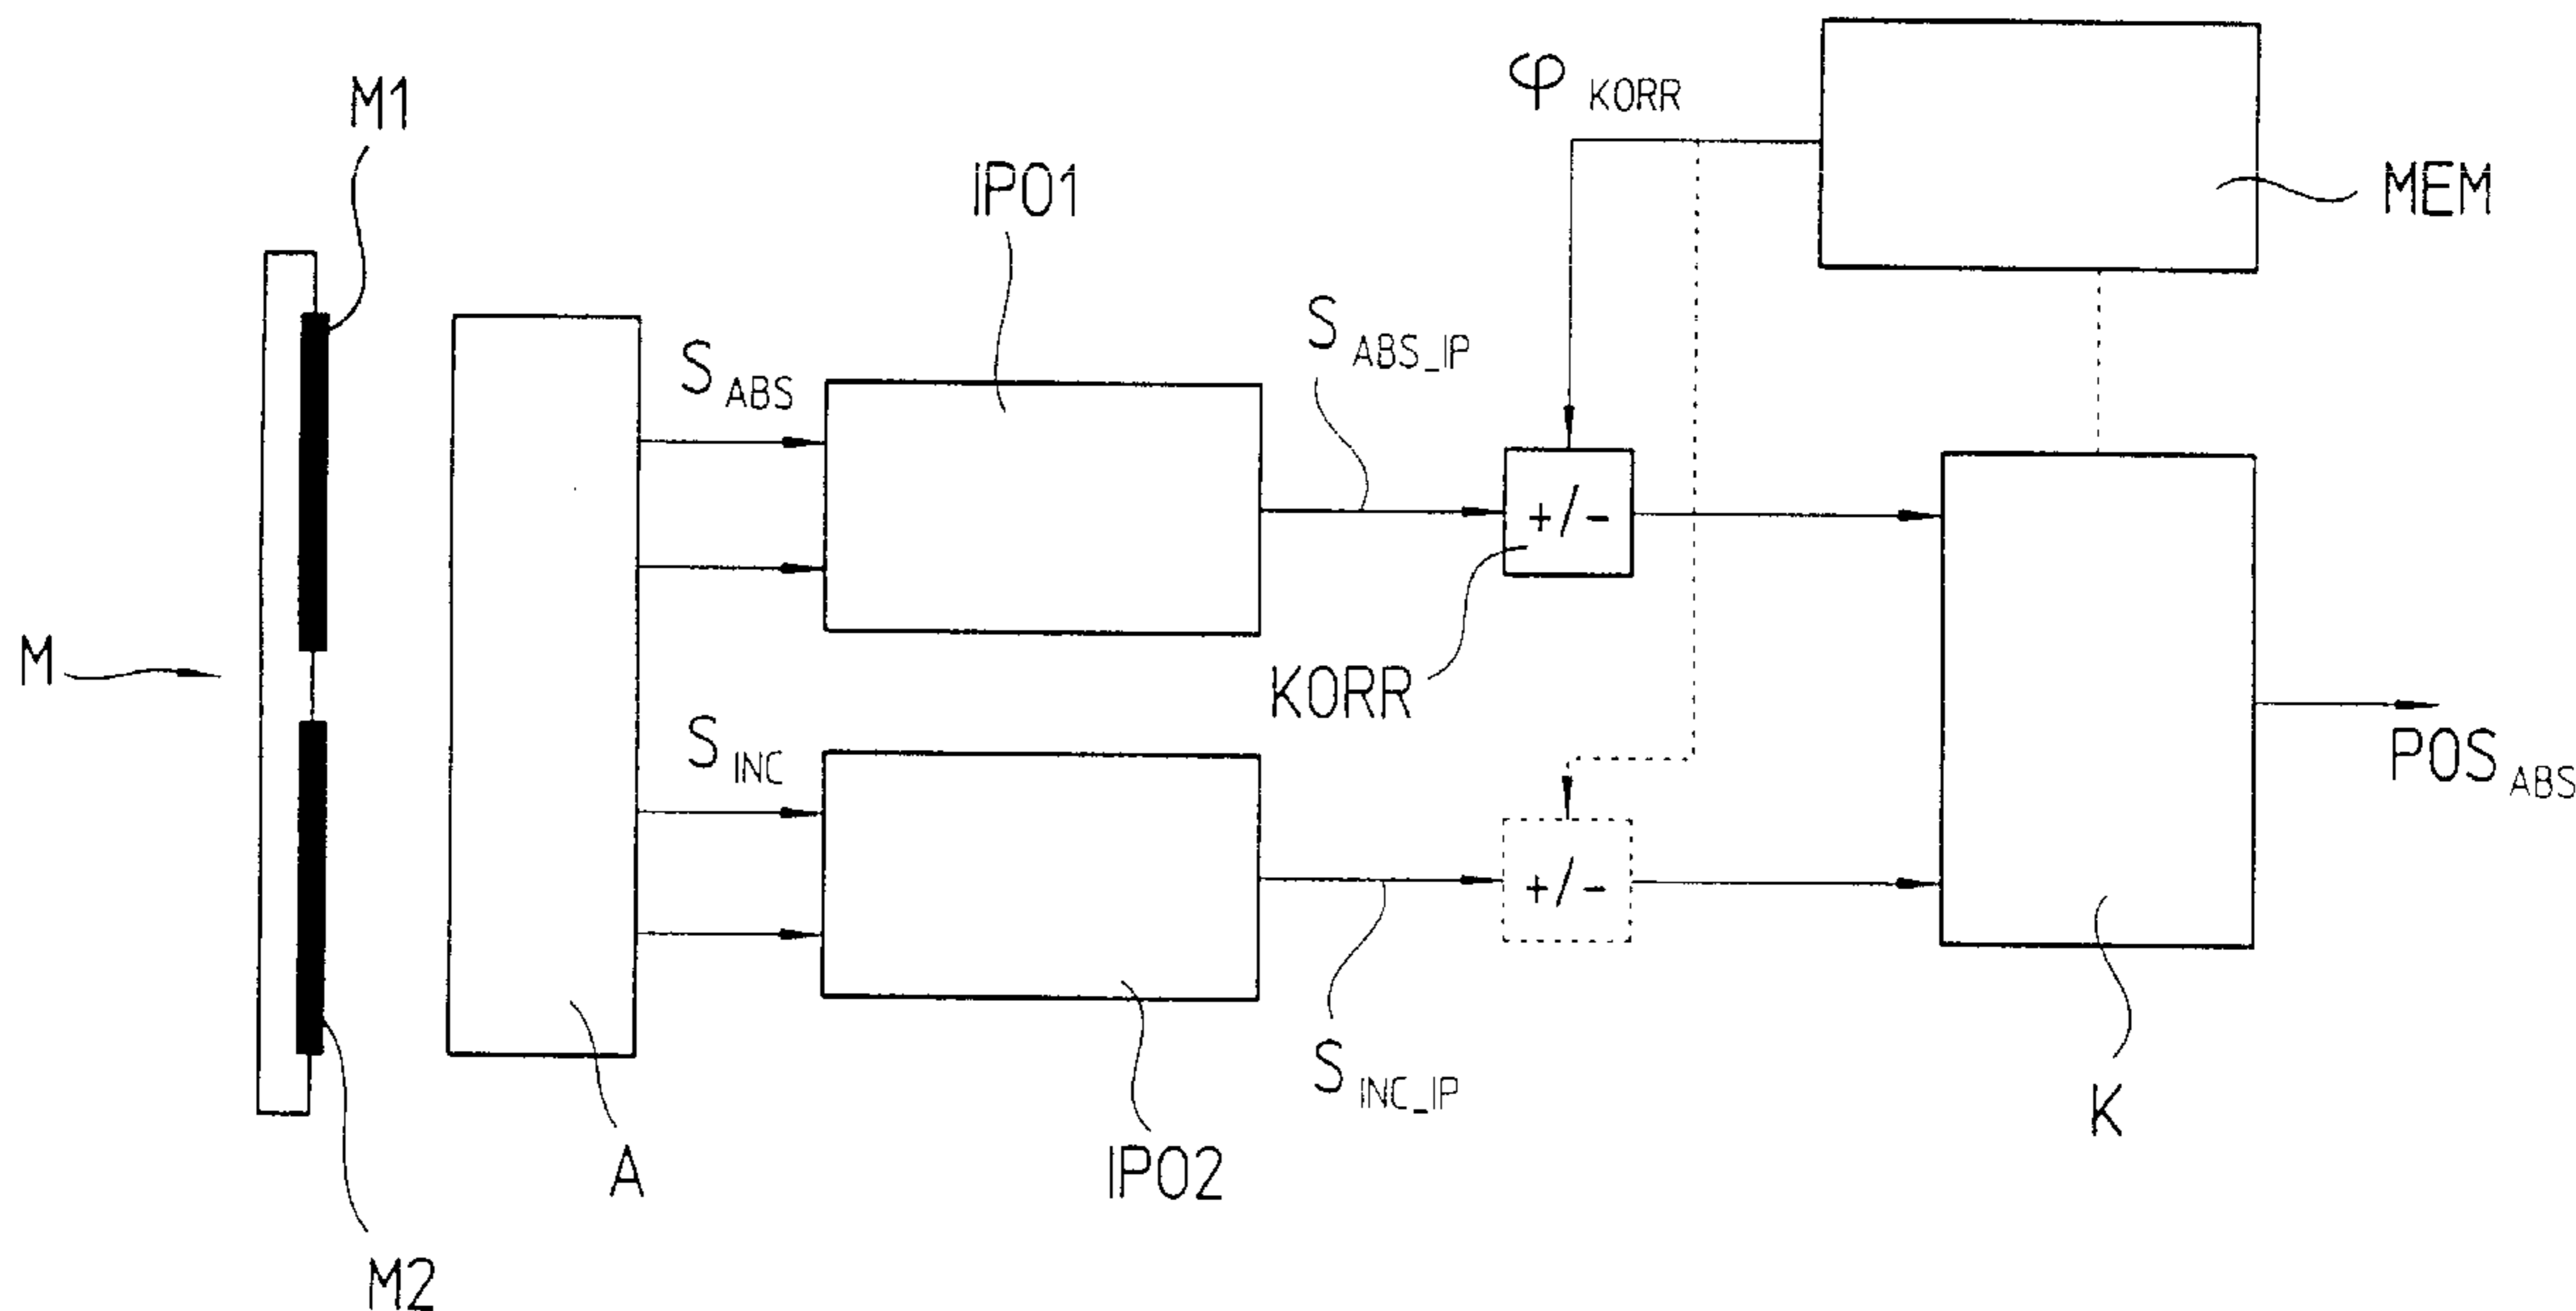 φ KORR
M1
IPO1
MEM
S ABS_IP
S ABS
+/-
M
KORR
S INC
POS ABS
+/-
S INC_IP
K
A
IPO2
M2